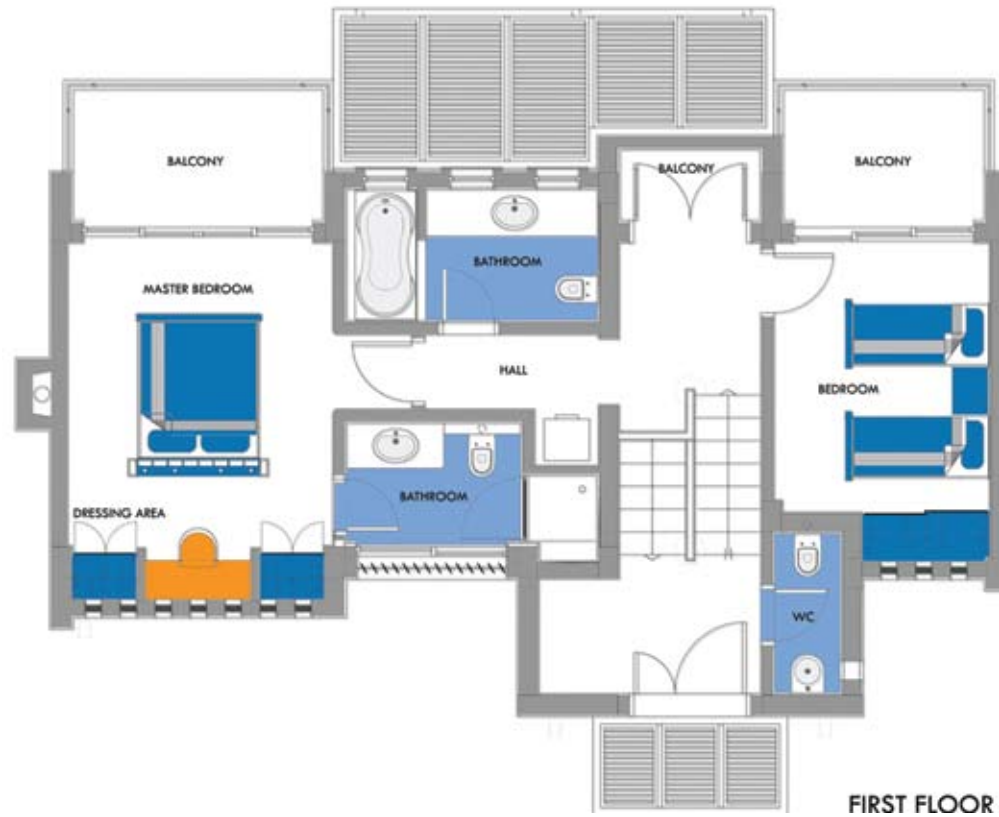 BALCONY
BALCONY
BALCONY
BATHROOM
MASTER BEDROOM
HALL
BEDROOM
BATHROOM
DRESSING AREA
WC
FIRST FLOOR